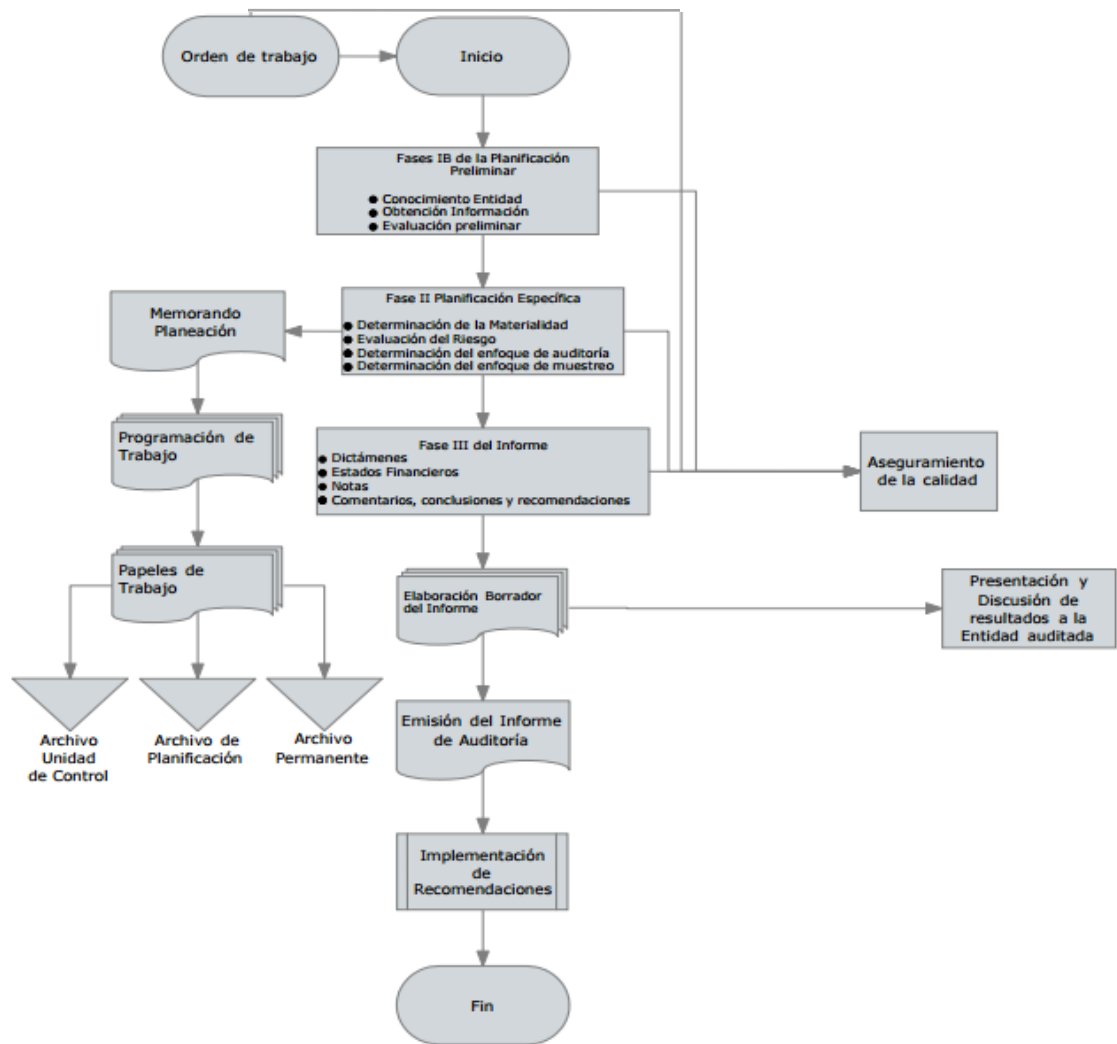 Orden de trabajo
Inicio
Fases IB de la Planificación
Preliminar
● Conocimiento Entidad
● Obtención Información
● Evaluación preliminar
Fase II Planificación Específica
● Determinación de la Materialidad
● Evaluación del Riesgo
● Determinación del enfoque de auditoría
● Determinación del enfoque de muestreo
Memorando
Planeación
Programación de
Trabajo
Fase III del Informe
● Dictámenes
● Estados Financieros
● Notas
● Comentarios, conclusiones y recomendaciones
Aseguramiento
de la calidad
Papeles de
Trabajo
Elaboración Borrador
del Informe
Presentación y
Discusión de
resultados a la
Entidad auditada
Archivo
Unidad
de Control
Archivo de
Planificación
Archivo
Permanente
Emisión del Informe
de Auditoría
Implementación
de
Recomendaciones
Fin